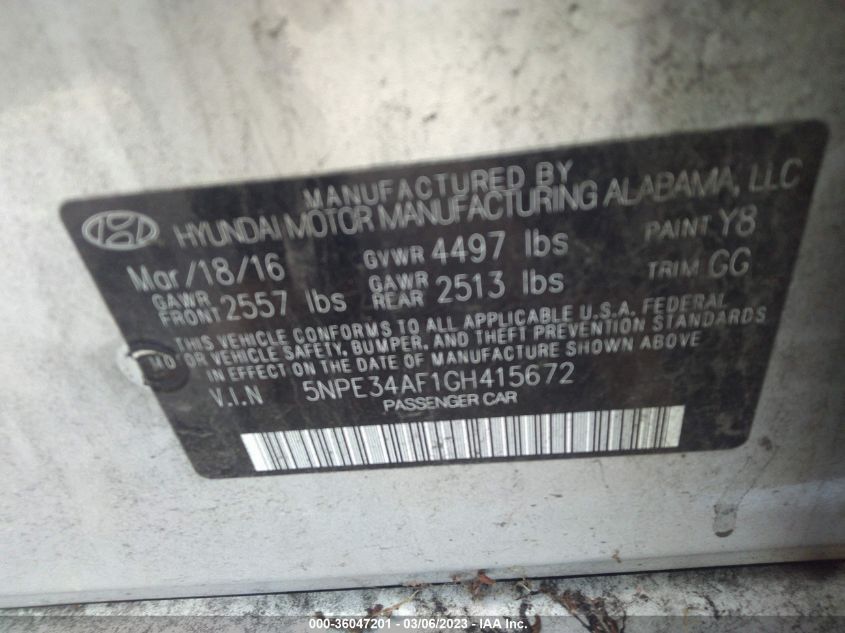 MANUFACTURED BY
HYUNDAI MOTOR MANUFACTURING ALABAMA, LLC
Mar/18/16 GVWR 4497 lbs PAINT Y8
GAWR FRONT 2557 lbs GAWR REAR 2513 lbs TRIM GG
THIS VEHICLE CONFORMS TO ALL APPLICABLE U.S.A. FEDERAL
MOTOR VEHICLE SAFETY, BUMPER, AND THEFT PREVENTION STANDARDS
IN EFFECT ON THE DATE OF MANUFACTURE SHOWN ABOVE
V.I.N 5NPE34AF1GH415672
PASSENGER CAR
000-36047201 - 03/06/2023 - IAA Inc.